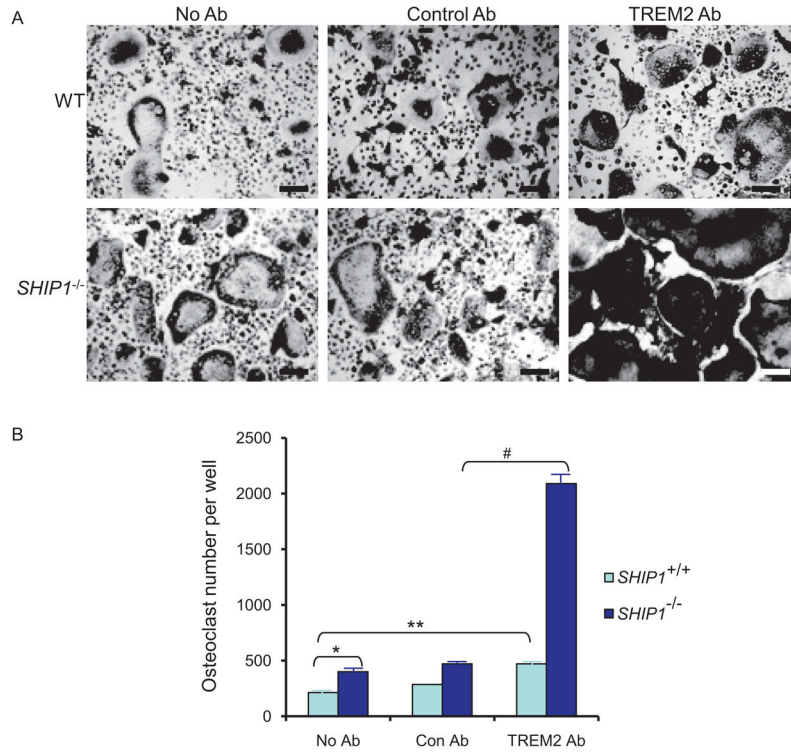 A
No Ab Control Ab TREM2 Ab
WT
SHIP1-/-
B
Osteoclast number per well
2500
2000
1500
1000
500
0
#
**
*
SHIP1+/+
SHIP1-/-
No Ab Con Ab TREM2 Ab